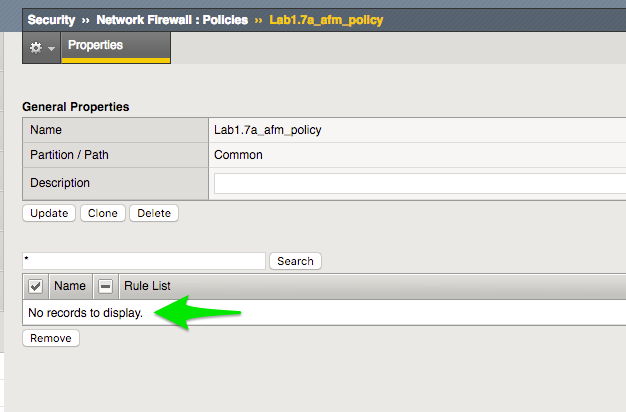 Security ›› Network Firewall : Policies ›› Lab1.7a_afm_policy
Properties
General Properties
Name Lab1.7a_afm_policy
Partition / Path Common
Description
Update Clone Delete
* Search
Name Rule List
No records to display.
Remove